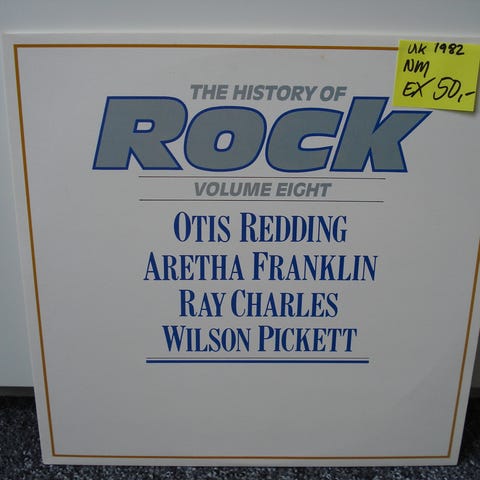 UK 1982
NM
EX 50,-
THE HISTORY OF
ROCK
VOLUME EIGHT
OTIS REDDING
ARETHA FRANKLIN
RAY CHARLES
WILSON PICKETT